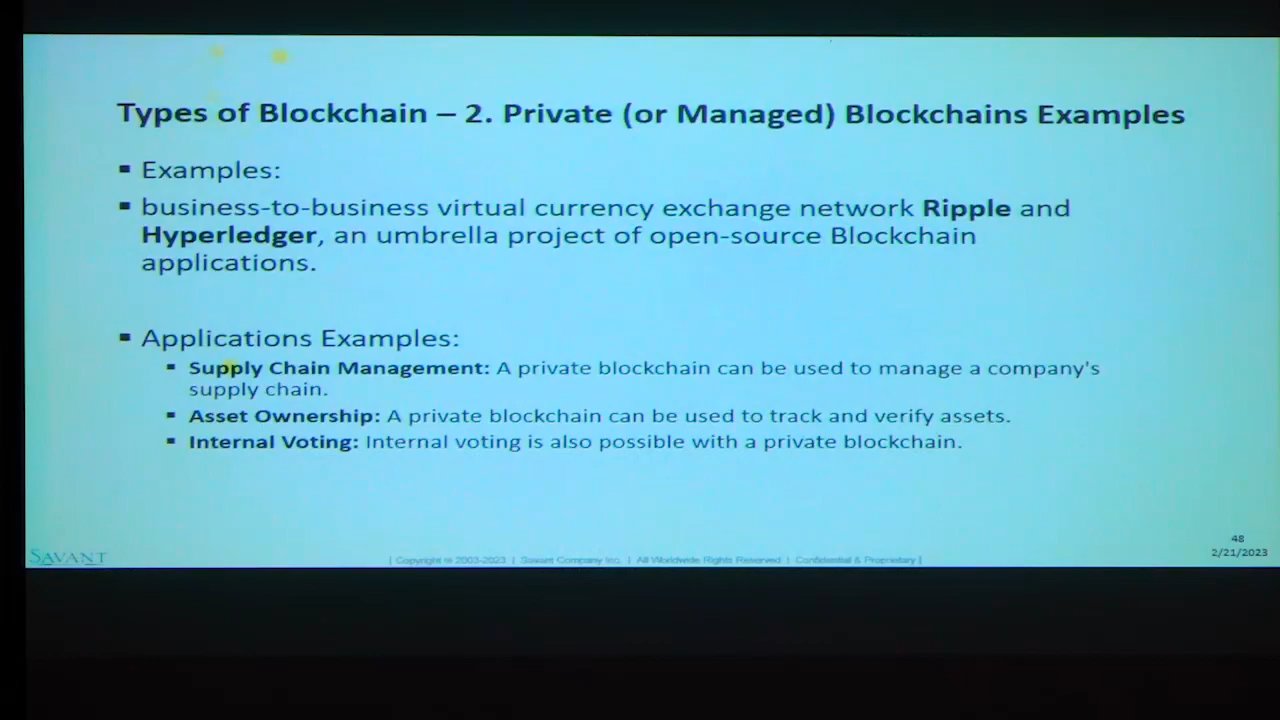 Types of Blockchain – 2. Private (or Managed) Blockchains Examples
▪ Examples:
▪ business-to-business virtual currency exchange network Ripple and
Hyperledger, an umbrella project of open-source Blockchain
applications.
▪ Applications Examples:
▪ Supply Chain Management: A private blockchain can be used to manage a company's
supply chain.
▪ Asset Ownership: A private blockchain can be used to track and verify assets.
▪ Internal Voting: Internal voting is also possible with a private blockchain.
SAVANT
| Copyright © 2003-2023 | Savant Company Inc. | All Worldwide Rights Reserved | Confidential & Proprietary |
48
2/21/2023